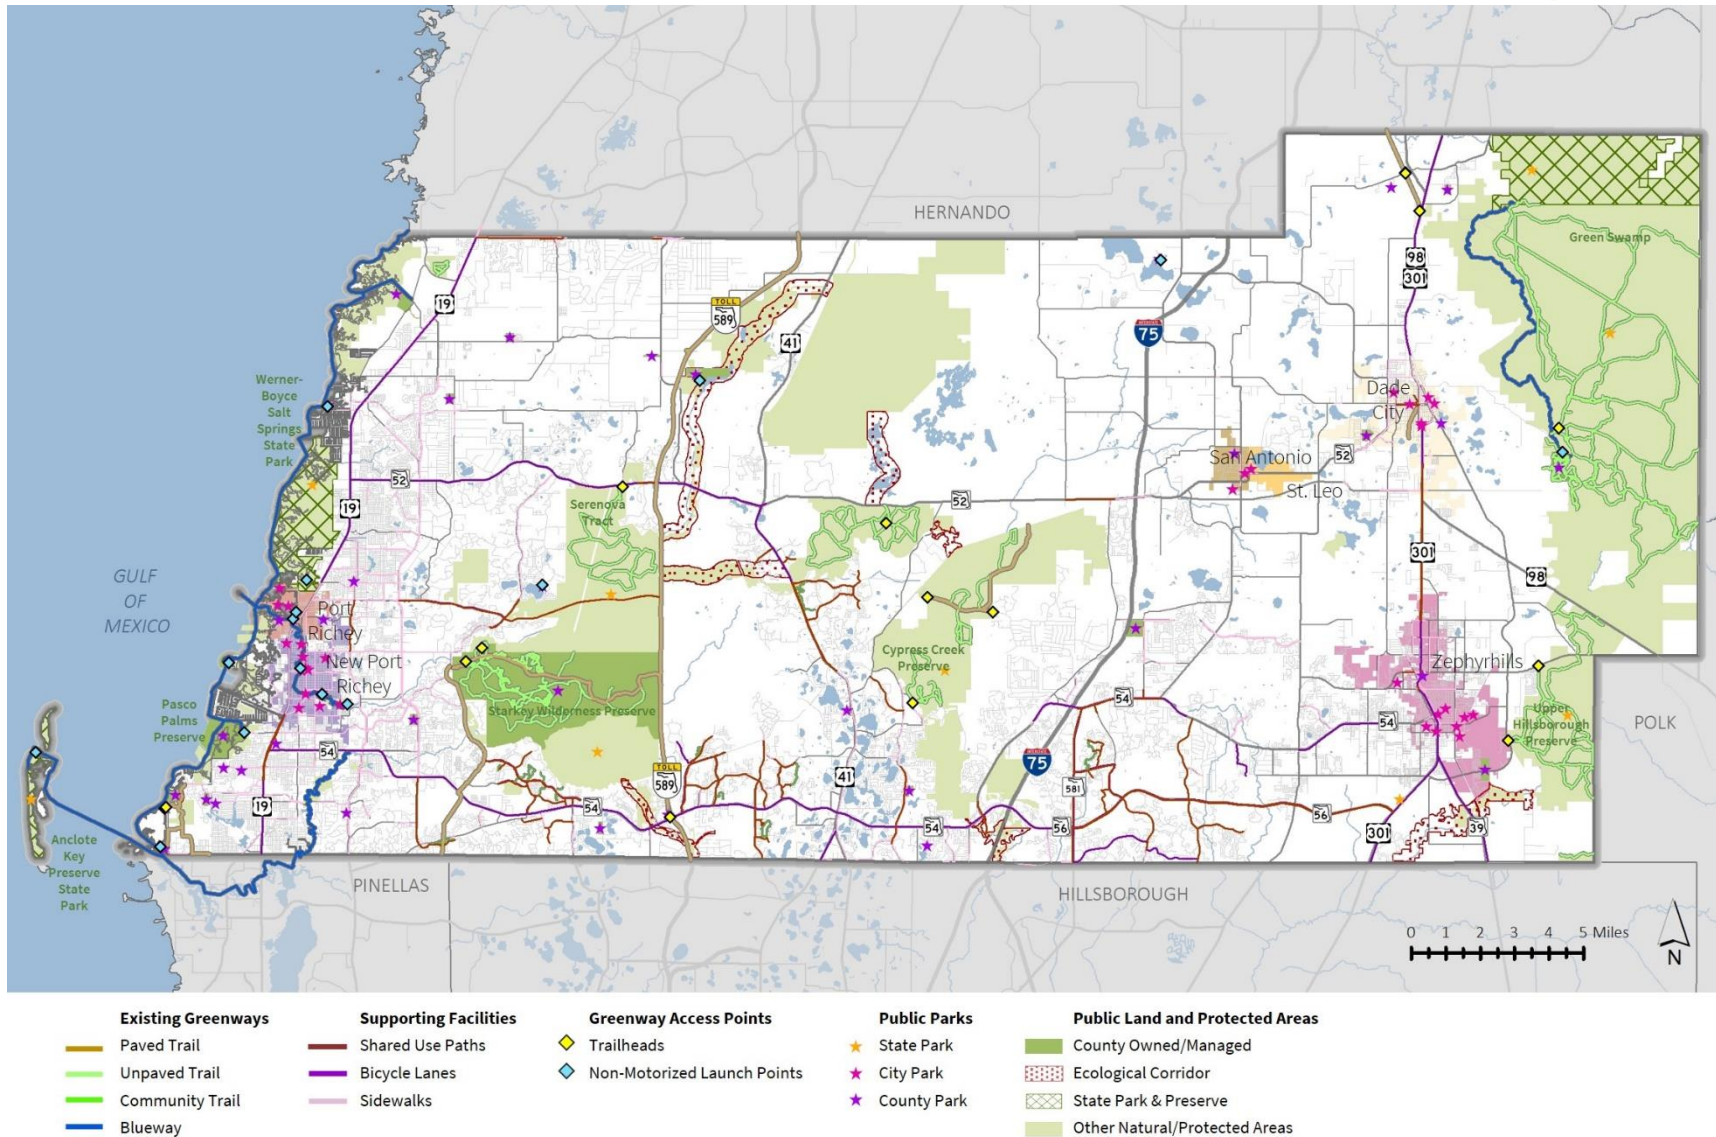 HERNANDO
Green Swamp
98
301
19
TOLL
589
41
75
Werner-
Boyce
Salt
Springs
State
Park
Dade
City
52
San Antonio
52
St. Leo
19
Serenova
Tract
52
301
98
GULF
OF
MEXICO
Port
Richey
New Port
Richey
Cypress Creek
Preserve
Zephyrhills
Starkey Wilderness Preserve
54
Pasco
Palms
Preserve
54
Upper
Hillsborough
Preserve
POLK
54
TOLL
589
41
75
581
19
54
54
56
56
301
39
Anclote
Key
Preserve
State
Park
PINELLAS
HILLSBOROUGH
0 1 2 3 4 5 Miles
N
Existing Greenways
Paved Trail
Unpaved Trail
Community Trail
Blueway
Supporting Facilities
Shared Use Paths
Bicycle Lanes
Sidewalks
Greenway Access Points
Trailheads
Non-Motorized Launch Points
Public Parks
State Park
City Park
County Park
Public Land and Protected Areas
County Owned/Managed
Ecological Corridor
State Park & Preserve
Other Natural/Protected Areas